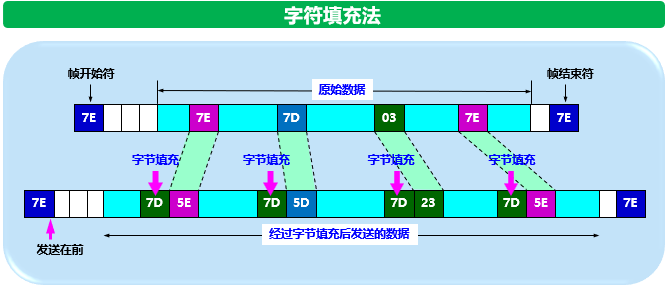 字符填充法
帧开始符
原始数据
帧结束符
7E 7E 7D 03 7E 7E
字节填充 字节填充 字节填充 字节填充
7E 7D 5E 7D 5D 7D 23 7D 5E 7E
发送在前
经过字节填充后发送的数据